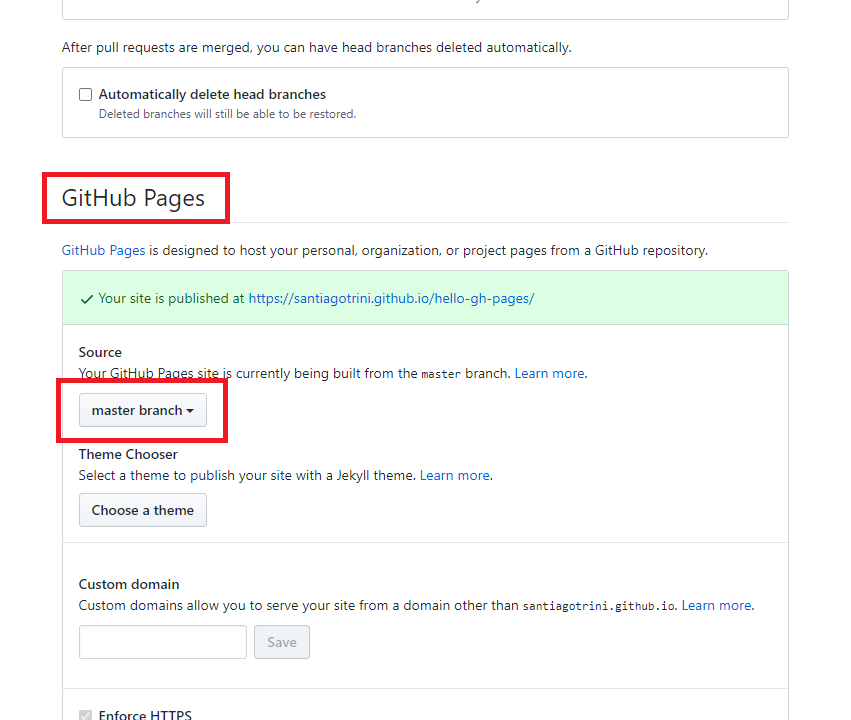 After pull requests are merged, you can have head branches deleted automatically.
Automatically delete head branches
Deleted branches will still be able to be restored.
GitHub Pages
GitHub Pages is designed to host your personal, organization, or project pages from a GitHub repository.
Your site is published at https://santiagotrini.github.io/hello-gh-pages/
Source
Your GitHub Pages site is currently being built from the master branch. Learn more.
master branch
Theme Chooser
Select a theme to publish your site with a Jekyll theme. Learn more.
Choose a theme
Custom domain
Custom domains allow you to serve your site from a domain other than santiagotrini.github.io. Learn more.
Save
Enforce HTTPS